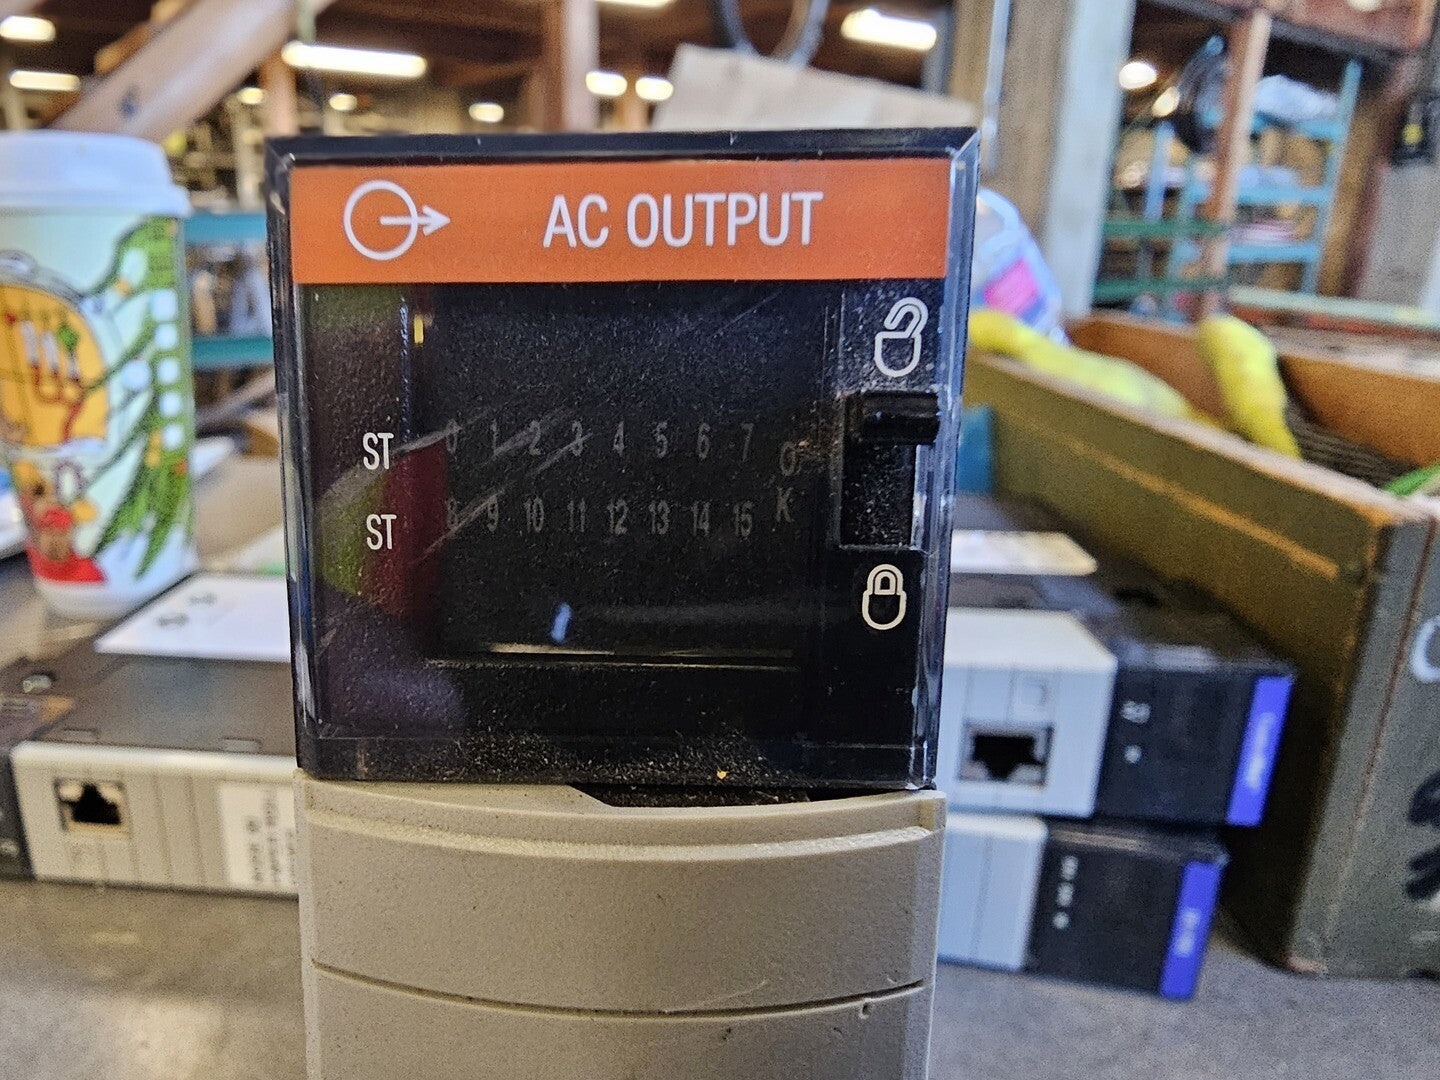 AC OUTPUT
ST 0 1 2 3 4 5 6 7 O
ST 8 9 10 11 12 13 14 15 K